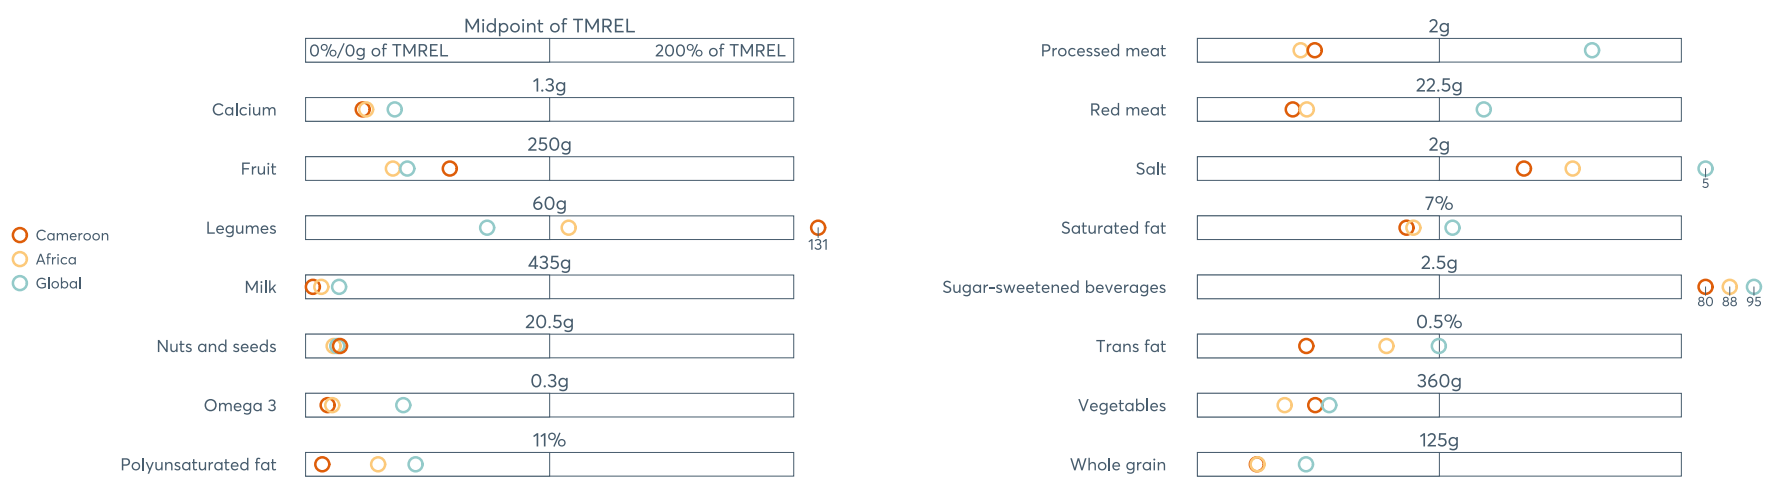 Midpoint of TMREL
0%/0g of TMREL 200% of TMREL
1.3g
Calcium
250g
Fruit
60g
Legumes
131
435g
Milk
20.5g
Nuts and seeds
0.3g
Omega 3
11%
Polyunsaturated fat
Cameroon
Africa
Global
2g
Processed meat
22.5g
Red meat
2g
Salt
5
7%
Saturated fat
2.5g
Sugar-sweetened beverages
80 88 95
0.5%
Trans fat
360g
Vegetables
125g
Whole grain